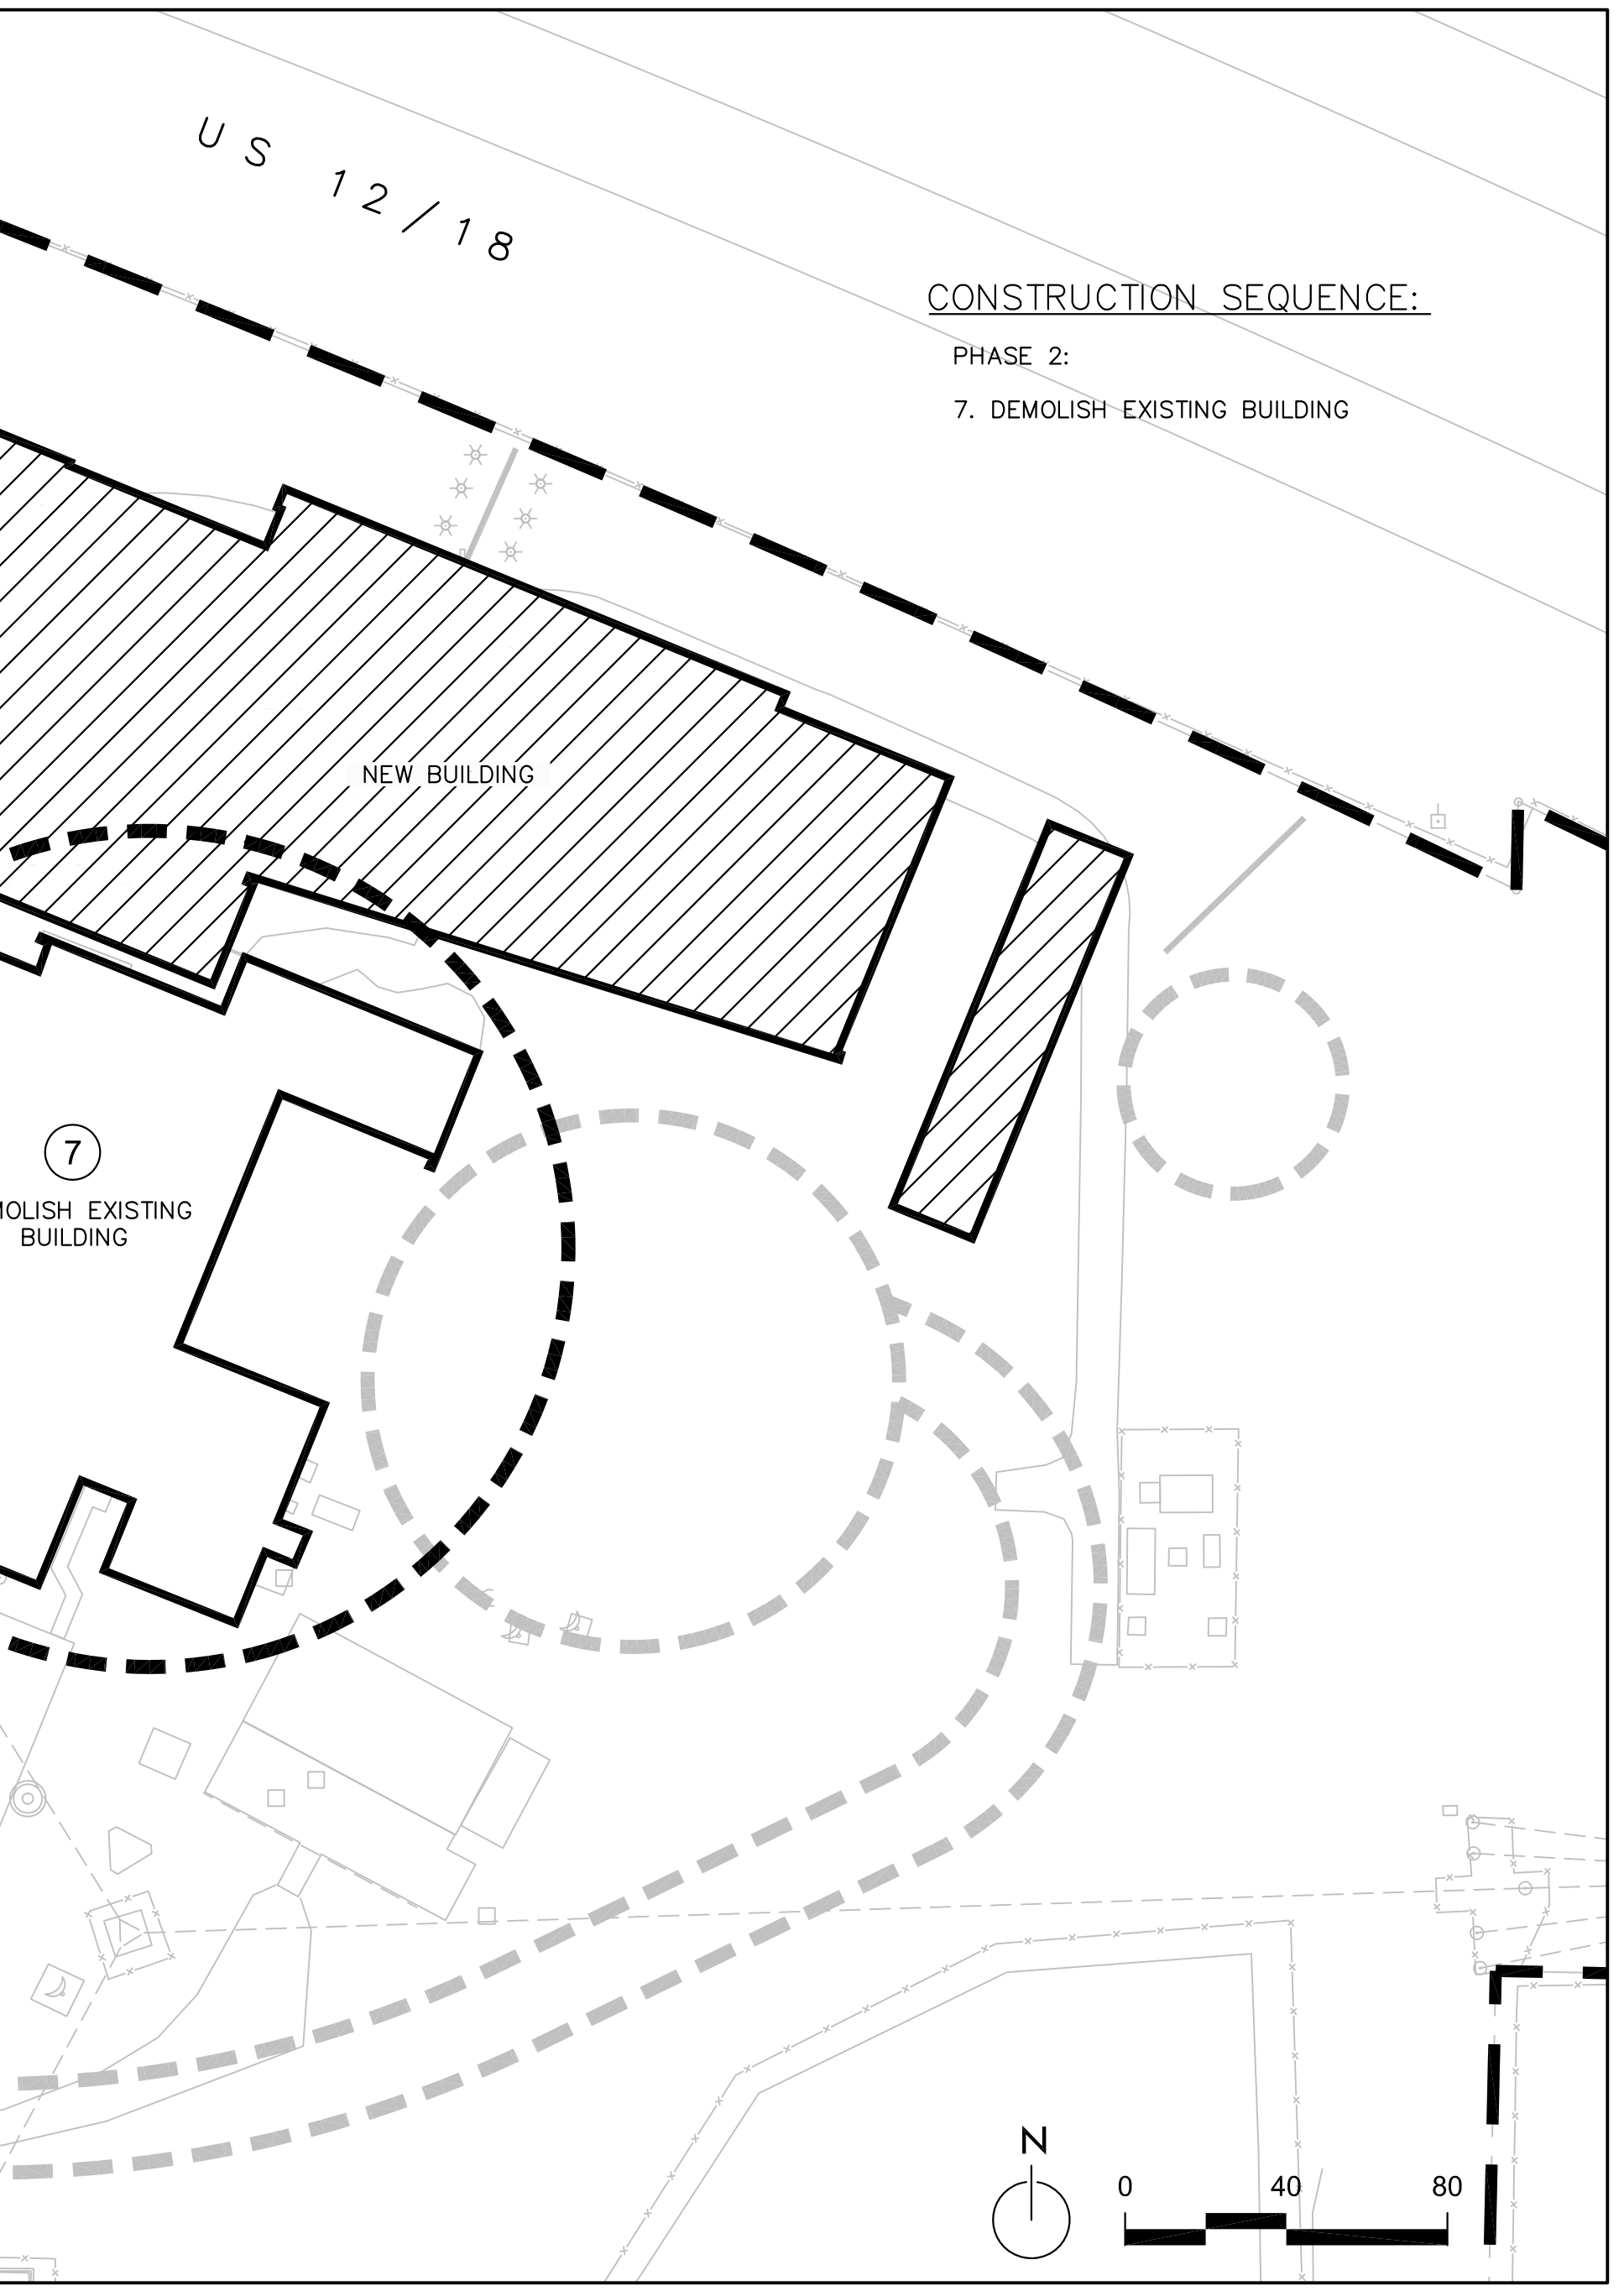 US 12/18
CONSTRUCTION SEQUENCE:
PHASE 2:
7. DEMOLISH EXISTING BUILDING
NEW BUILDING
7
MOLISH EXISTING
BUILDING
N
0 40 80